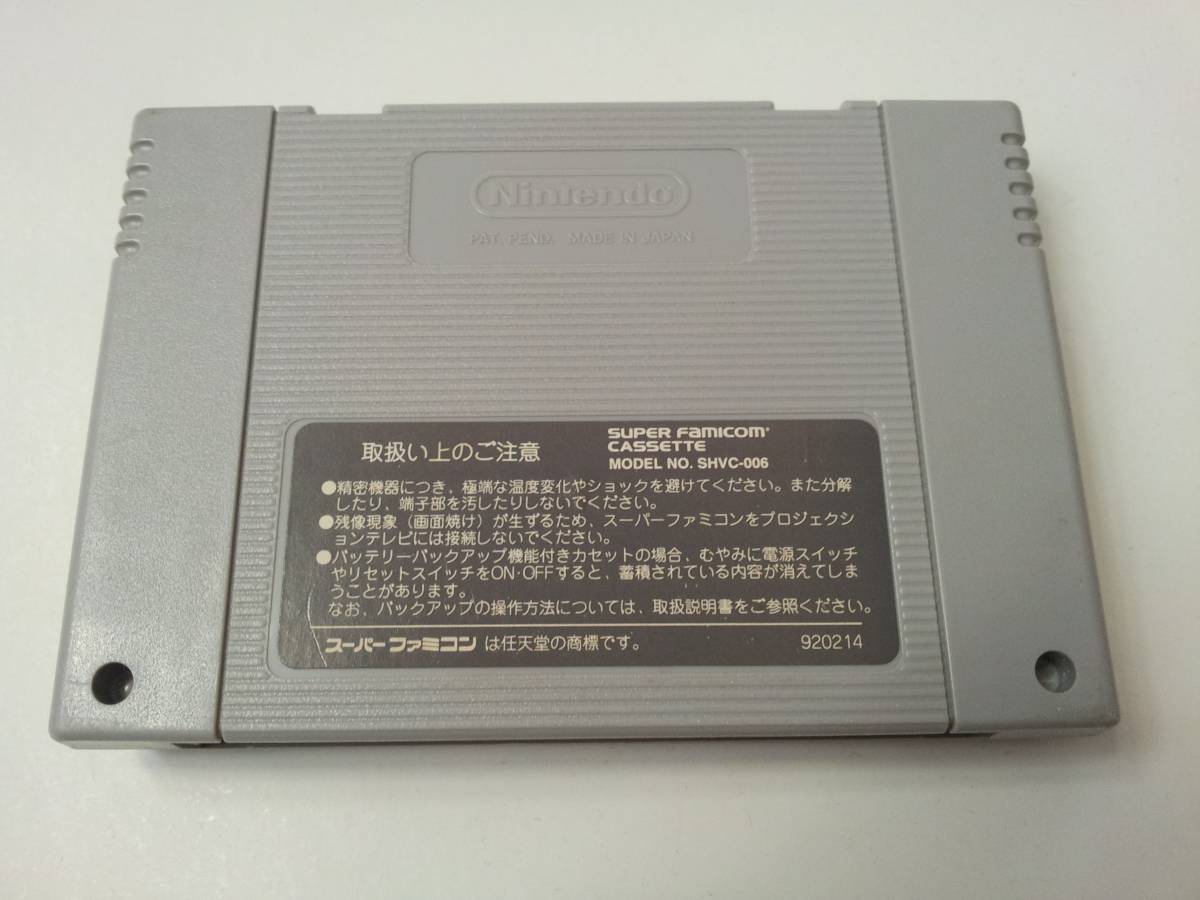 Nintendo
PAT. PEND. MADE IN JAPAN
取扱い上のご注意
SUPER FAMICOM
CASSETTE
MODEL NO. SHVC-006
●精密機器につき、極端な温度変化やショックを避けてください。また分解
したり、端子部を汚したりしないでください。
●残像現象（画面焼け）が生ずるため、スーパーファミコンをプロジェクシ
ョンテレビには接続しないでください。
●バッテリーバックアップ機能付きカセットの場合、むやみに電源スイッチ
やリセットスイッチをON・OFFすると、蓄積されている内容が消えてしま
うことがあります。
なお、バックアップの操作方法については、取扱説明書をご参照ください。
スーパーファミコン は任天堂の商標です。 920214